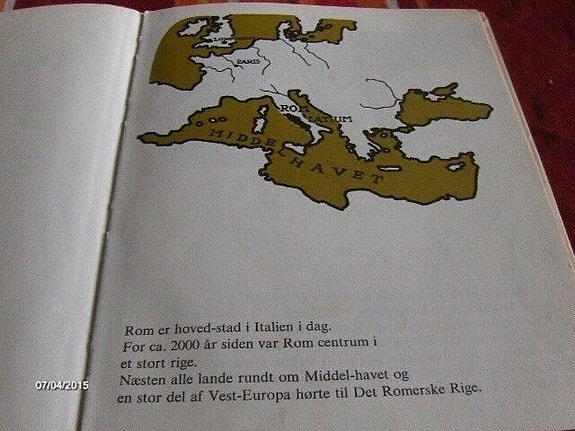 LONDON
PARIS
ROM
LATIUM
MIDDELHAVET
Rom er hoved-stad i Italien i dag.
For ca. 2000 år siden var Rom centrum i
et stort rige.
Næsten alle lande rundt om Middel-havet og
en stor del af Vest-Europa hørte til Det Romerske Rige.
07/04/2015